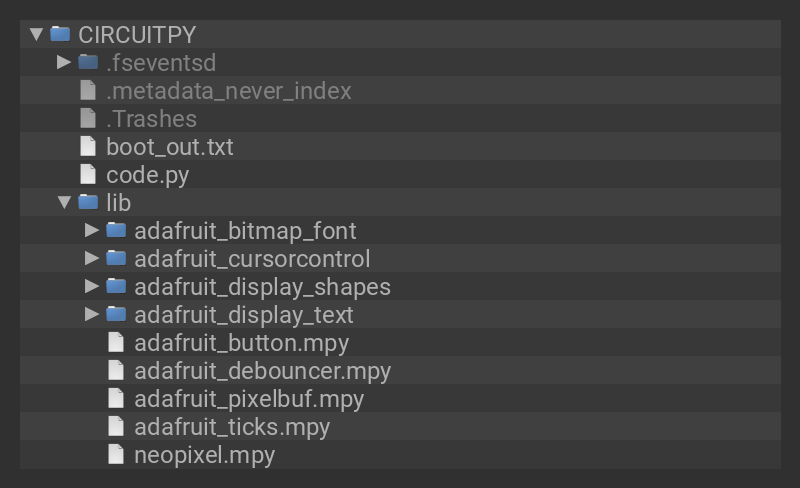 CIRCUITPY
.fseventsd
.metadata_never_index
.Trashes
boot_out.txt
code.py
lib
adafruit_bitmap_font
adafruit_cursorcontrol
adafruit_display_shapes
adafruit_display_text
adafruit_button.mpy
adafruit_debouncer.mpy
adafruit_pixelbuf.mpy
adafruit_ticks.mpy
neopixel.mpy